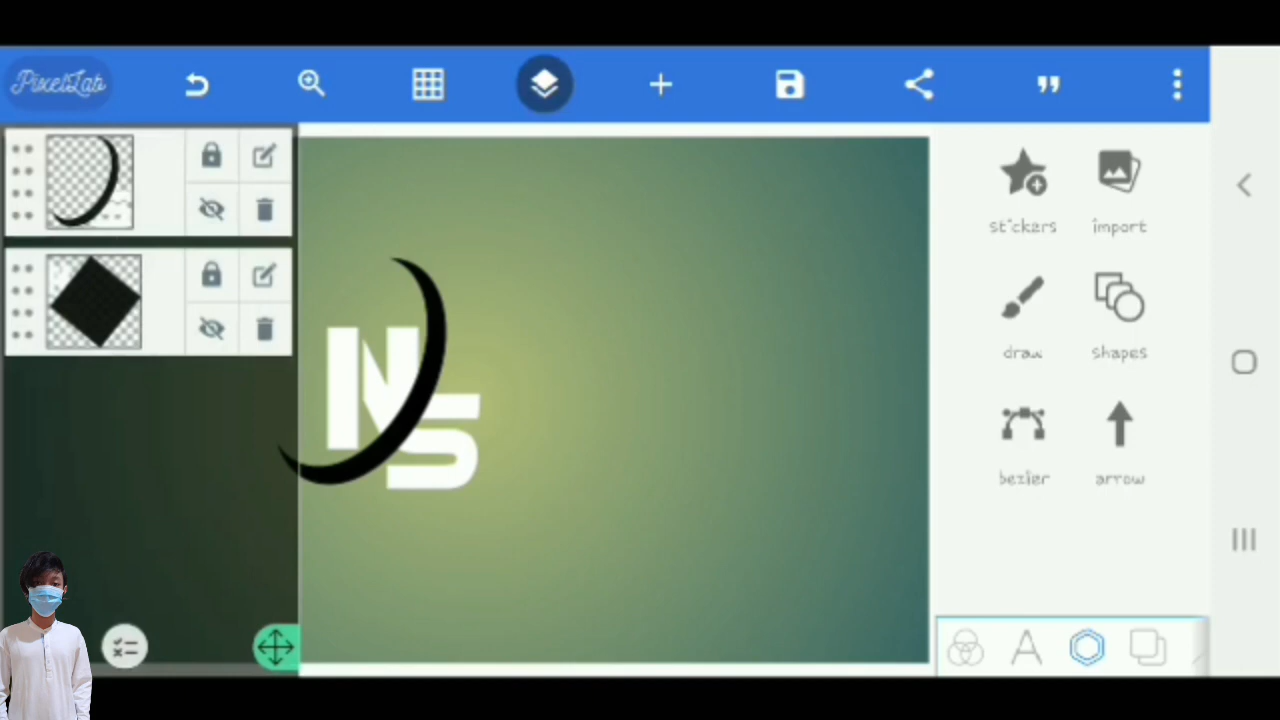 PixelLab
stickers import
draw shapes
bezier arrow
N
S
A